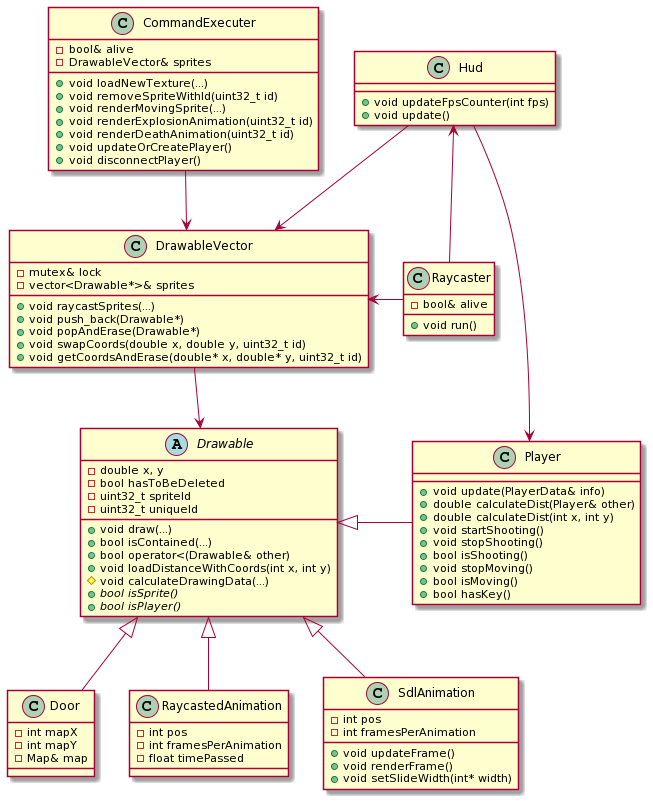 C CommandExecuter
bool& alive
DrawableVector& sprites
void loadNewTexture(...)
void removeSpriteWithId(uint32_t id)
void renderMovingSprite(...)
void renderExplosionAnimation(uint32_t id)
void renderDeathAnimation(uint32_t id)
void updateOrCreatePlayer()
void disconnectPlayer()
C Hud
void updateFpsCounter(int fps)
void update()
C DrawableVector
mutex& lock
vector<Drawable*>& sprites
void raycastSprites(...)
void push_back(Drawable*)
void popAndErase(Drawable*)
void swapCoords(double x, double y, uint32_t id)
void getCoordsAndErase(double* x, double* y, uint32_t id)
C Raycaster
bool& alive
void run()
A Drawable
double x, y
bool hasToBeDeleted
uint32_t spriteId
uint32_t uniqueId
void draw(...)
bool isContained(...)
bool operator<(Drawable& other)
void loadDistanceWithCoords(int x, int y)
void calculateDrawingData(...)
bool isSprite()
bool isPlayer()
C Player
void update(PlayerData& info)
double calculateDist(Player& other)
double calculateDist(int x, int y)
void startShooting()
void stopShooting()
bool isShooting()
void stopMoving()
bool isMoving()
bool hasKey()
C Door
int mapX
int mapY
Map& map
C RaycastedAnimation
int pos
int framesPerAnimation
float timePassed
C SdlAnimation
int pos
int framesPerAnimation
void updateFrame()
void renderFrame()
void setSlideWidth(int* width)